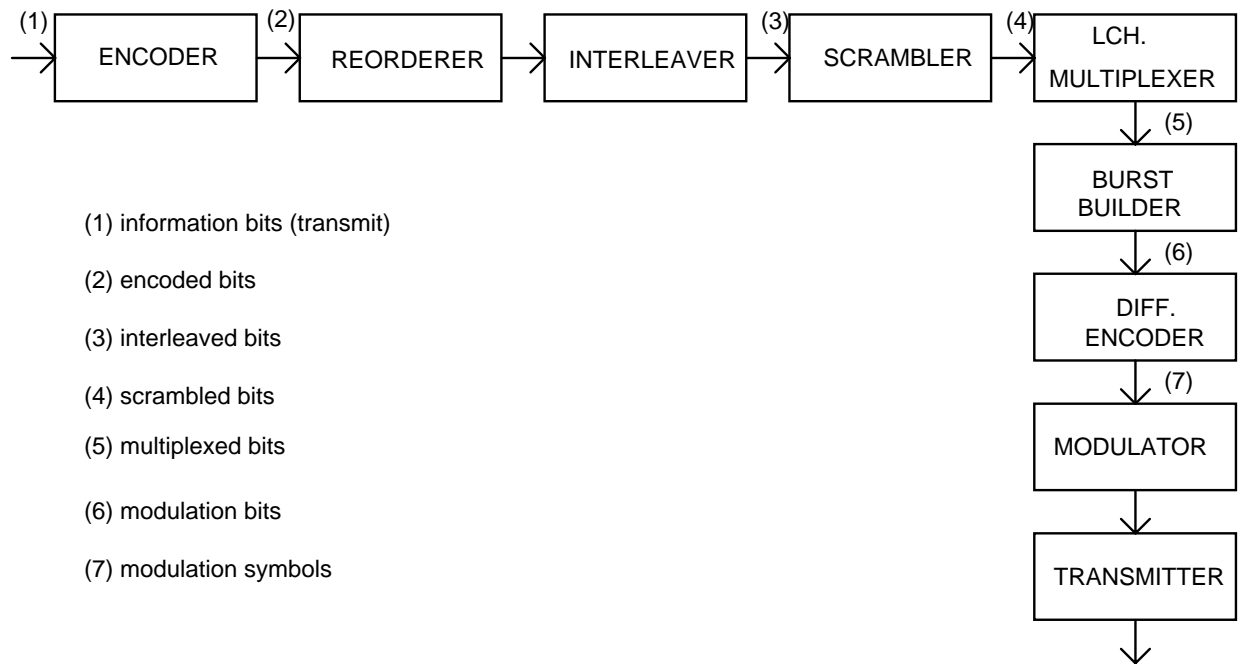 (1)
ENCODER
(2)
REORDERER
INTERLEAVER
(3)
SCRAMBLER
(4)
LCH.
MULTIPLEXER
(5)
BURST
BUILDER
(6)
DIFF.
ENCODER
(7)
MODULATOR
TRANSMITTER
(1) information bits (transmit)
(2) encoded bits
(3) interleaved bits
(4) scrambled bits
(5) multiplexed bits
(6) modulation bits
(7) modulation symbols